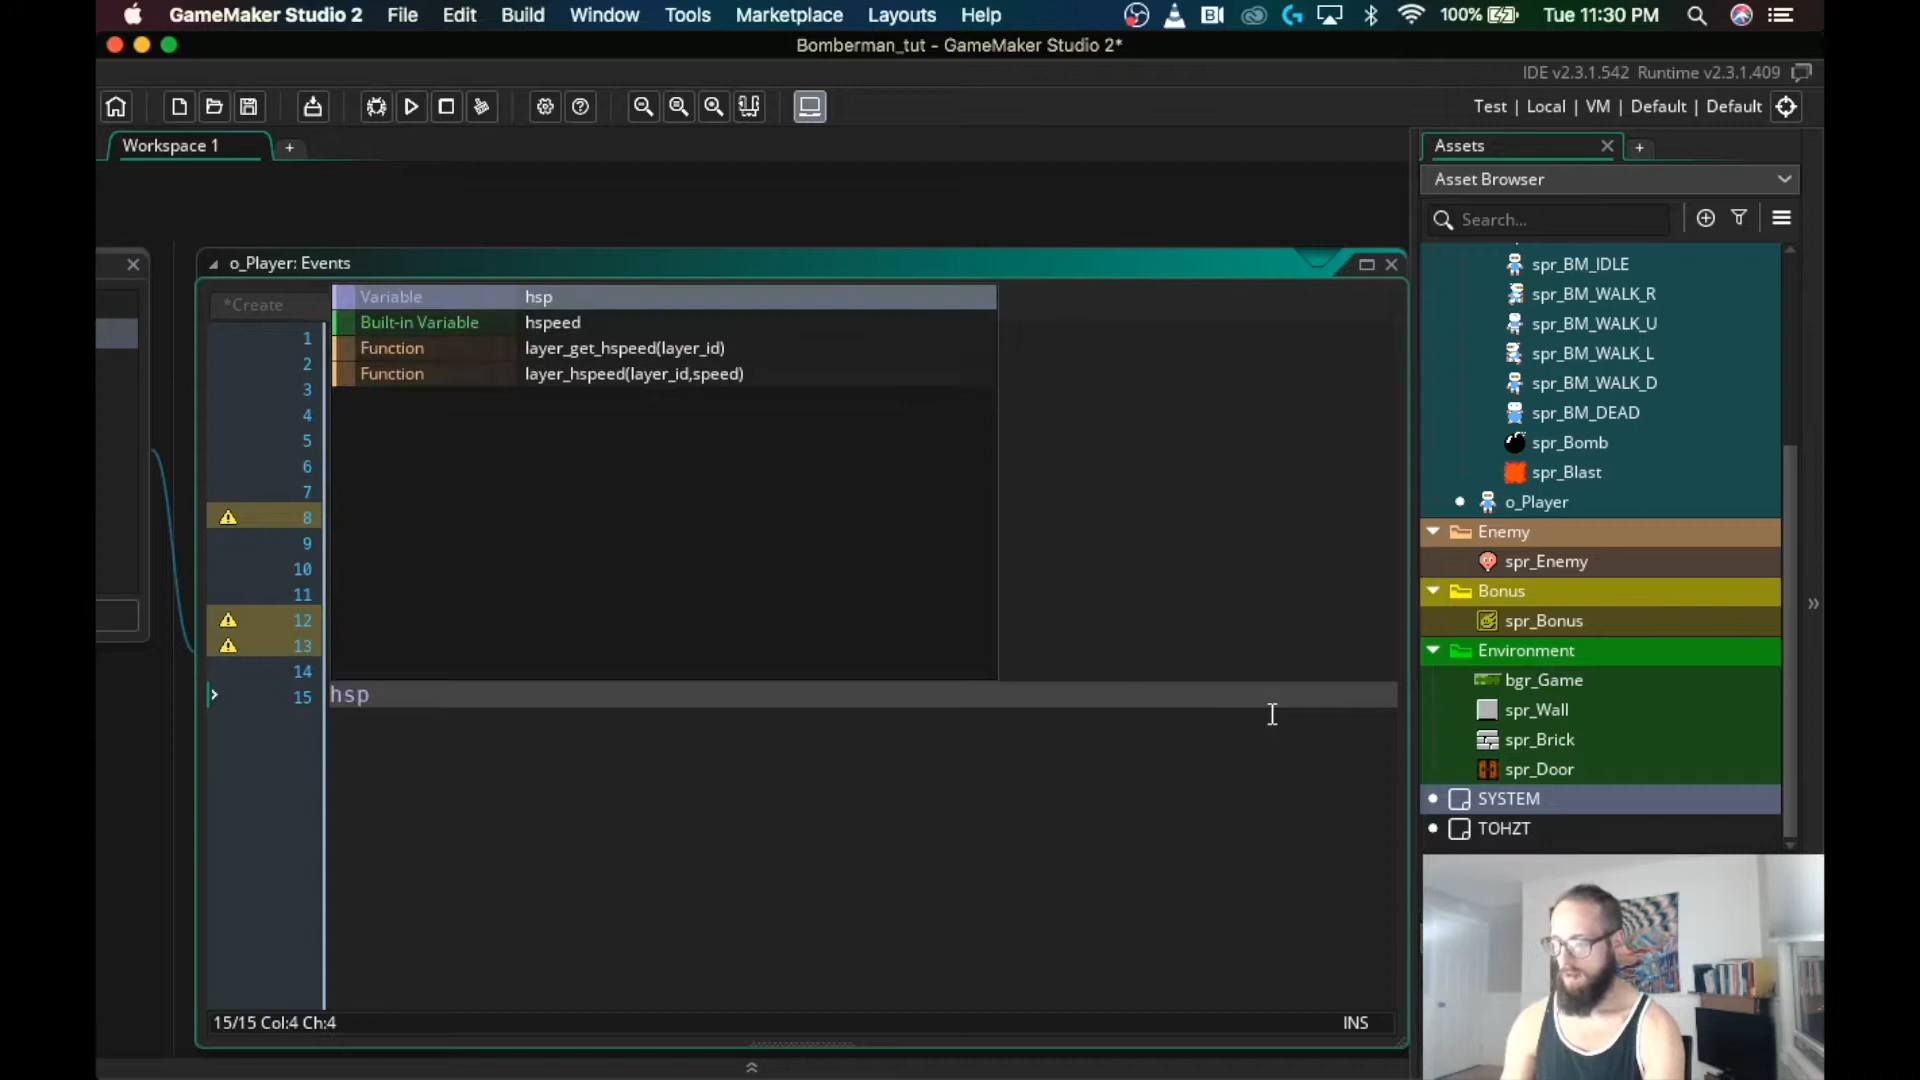 GameMaker Studio 2 File Edit Build Window Tools Marketplace Layouts Help 100% Tue 11:30 PM
Bomberman_tut - GameMaker Studio 2*
IDE v2.3.1.542 Runtime v2.3.1.409
Test | Local | VM | Default | Default
Workspace 1 +
Assets +
Asset Browser
Search...
o_Player: Events
*Create
Variable hsp
Built-in Variable hspeed
Function layer_get_hspeed(layer_id)
Function layer_hspeed(layer_id,speed)
1
2
3
4
5
6
7
8
9
10
11
12
13
14
15 hsp
15/15 Col:4 Ch:4 INS
spr_BM_IDLE
spr_BM_WALK_R
spr_BM_WALK_U
spr_BM_WALK_L
spr_BM_WALK_D
spr_BM_DEAD
spr_Bomb
spr_Blast
o_Player
Enemy
spr_Enemy
Bonus
spr_Bonus
Environment
bgr_Game
spr_Wall
spr_Brick
spr_Door
SYSTEM
TOHZT